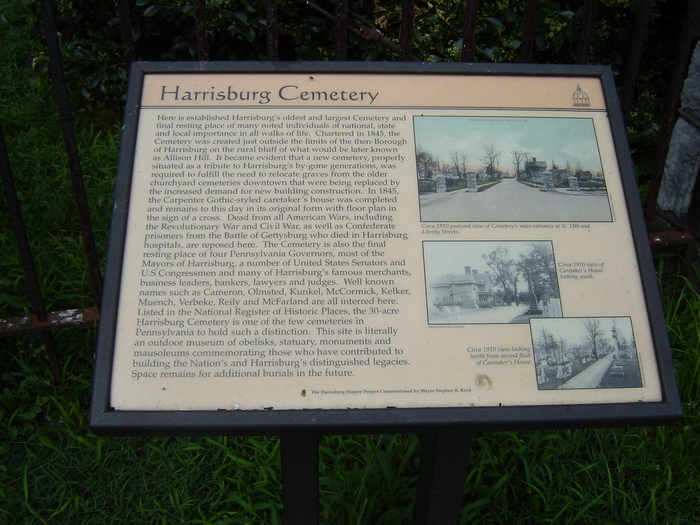 Harrisburg Cemetery
Here is established Harrisburg's oldest and largest Cemetery and
final resting place of many noted individuals of national, state
and local importance in all walks of life. Chartered in 1845, the
Cemetery was created just outside the limits of the then-Borough
of Harrisburg on the rural bluff of what would be later known
as Allison Hill. It became evident that a new cemetery, properly
situated as a tribute to Harrisburg's by-gone generations, was
required to fulfill the need to relocate graves from the older
churchyard cemeteries downtown that were being replaced by
the increased demand for new building construction. In 1845,
the Carpenter Gothic-styled caretaker's house was completed
and remains to this day in its original form with floor plan in
the sign of a cross. Dead from all American Wars, including
the Revolutionary War and Civil War, as well as Confederate
prisoners from the Battle of Gettysburg who died in Harrisburg
hospitals, are reposed here. The Cemetery is also the final
resting place of four Pennsylvania Governors, most of the
Mayors of Harrisburg, a number of United States Senators and
U.S Congressmen and many of Harrisburg's famous merchants,
business leaders, bankers, lawyers and judges. Well known
names such as Cameron, Olmsted, Kunkel, McCormick, Kelker,
Muench, Verbeke, Reily and McFarland are all interred here.
Listed in the National Register of Historic Places, the 30-acre
Harrisburg Cemetery is one of the few cemeteries in
Pennsylvania to hold such a distinction. This site is literally
an outdoor museum of obelisks, statuary, monuments and
mausoleums commemorating those who have contributed to
building the Nation's and Harrisburg's distinguished legacies.
Space remains for additional burials in the future.
Circa 1910 postcard view of Cemetery's main entrance at N. 13th and
Liberty Streets.
Circa 1910 view of
Caretaker's House
looking south.
Circa 1910 view looking
north from second floor
of Caretaker's House.
The Harrisburg History Project Commissioned by Mayor Stephen R. Reed